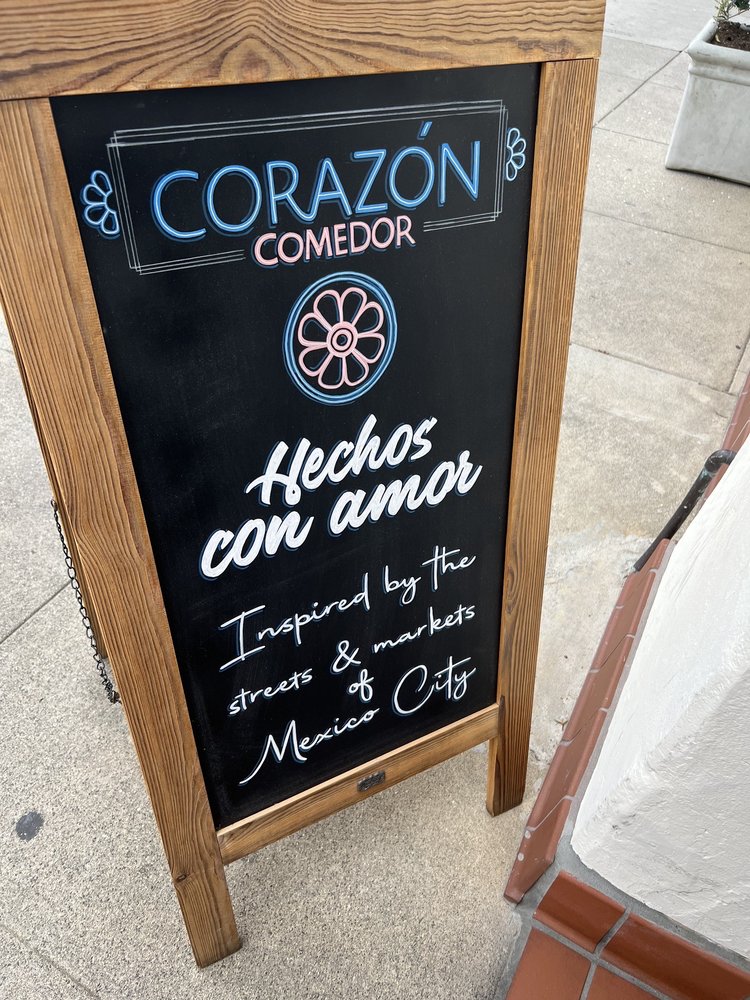 CORAZÓN
COMEDOR
Hechos
con amor
Inspired by the
streets & markets
of
Mexico City